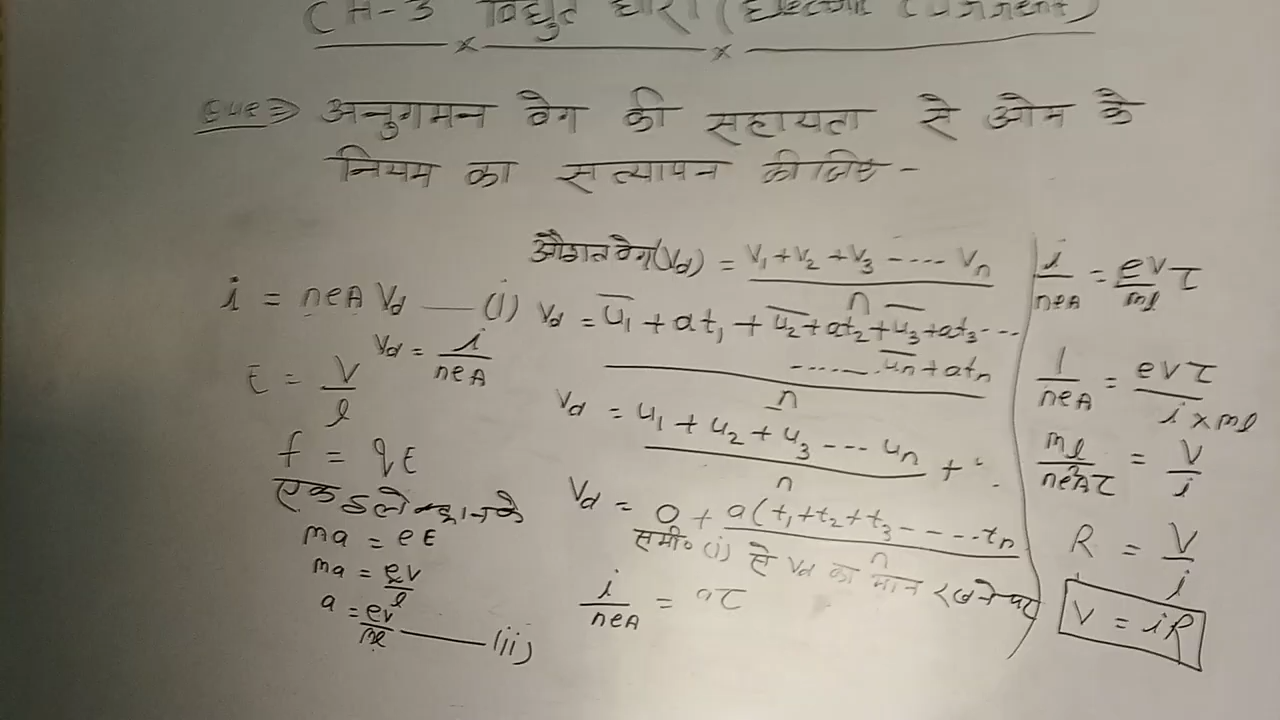 CH-3 विद्युत धारा (Electric Current)
Que⇒ अनुगमन वेग की सहायता से ओम के
नियम का सत्यापन कीजिए -
i = neA Vd — (i)
Vd = i/neA
E = V/l
f = qE
एक इलेक्ट्रान के
ma = eE
ma = eV/l
a = eV/ml — (ii)
औसत वेग (Vd) = V₁ + V₂ + V₃ ---- Vn / n
Vd = u₁ + at₁ + u₂ + at₂ + u₃ + at₃ ...
...... un + atn / n
Vd = u₁ + u₂ + u₃ --- un / n + "
Vd = 0 + a(t₁ + t₂ + t₃ ---- tn / n
समी० (i) से Vd का मान रखने पर
i/neA = aτ
i/neA = eVτ/ml
1/neA = eVτ/i×ml
ml/ne²Aτ = V/i
R = V/i
V = iR